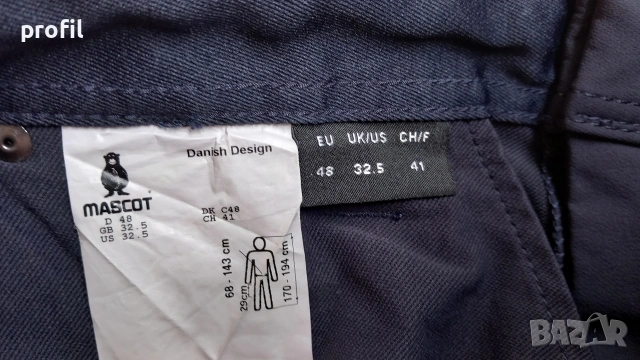 profil
Danish Design
MASCOT
D 48
GB 32.5
US 32.5
DK C48
CH 41
68 - 143 cm
29cm
170 - 194 cm
EU UK/US CH/F
48 32.5 41
BAZAR